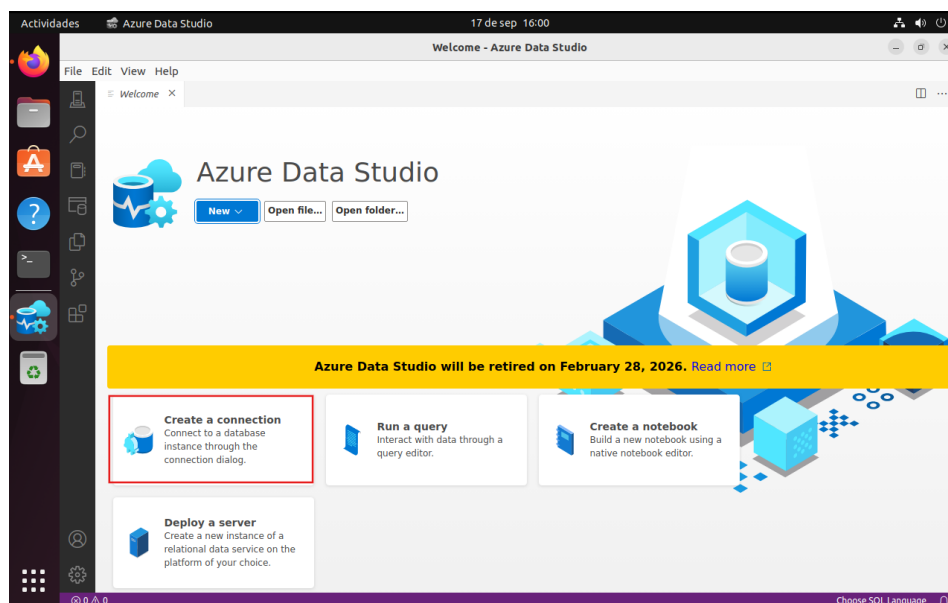 Actividades
Azure Data Studio
17 de sep 16:00
Welcome - Azure Data Studio
File Edit View Help
Welcome
Azure Data Studio
New
Open file...
Open folder...
Azure Data Studio will be retired on February 28, 2026. Read more
Create a connection
Connect to a database
instance through the
connection dialog.
Run a query
Interact with data through a
query editor.
Create a notebook
Build a new notebook using a
native notebook editor.
Deploy a server
Create a new instance of a
relational data service on the
platform of your choice.
0 0
Choose SQL Language